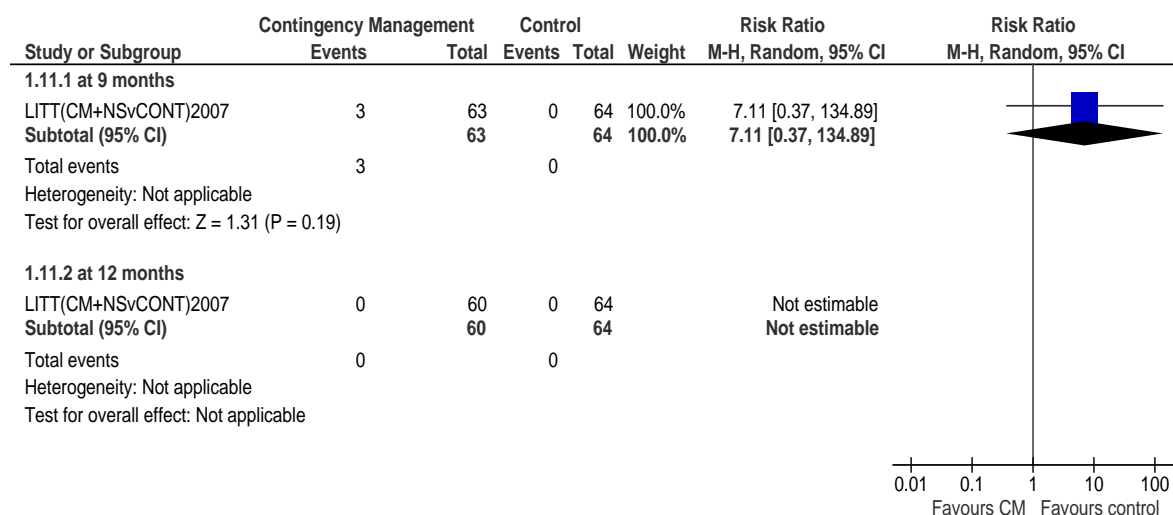 Contingency Management Control Risk Ratio Risk Ratio
Study or Subgroup Events Total Events Total Weight M-H, Random, 95% CI M-H, Random, 95% CI
1.11.1 at 9 months
LITT(CM+NSvCONT)2007 3 63 0 64 100.0% 7.11 [0.37, 134.89]
Subtotal (95% CI) 63 64 100.0% 7.11 [0.37, 134.89]
Total events 3 0
Heterogeneity: Not applicable
Test for overall effect: Z = 1.31 (P = 0.19)
1.11.2 at 12 months
LITT(CM+NSvCONT)2007 0 60 0 64 Not estimable
Subtotal (95% CI) 60 64 Not estimable
Total events 0 0
Heterogeneity: Not applicable
Test for overall effect: Not applicable
0.01 0.1 1 10 100
Favours CM Favours control